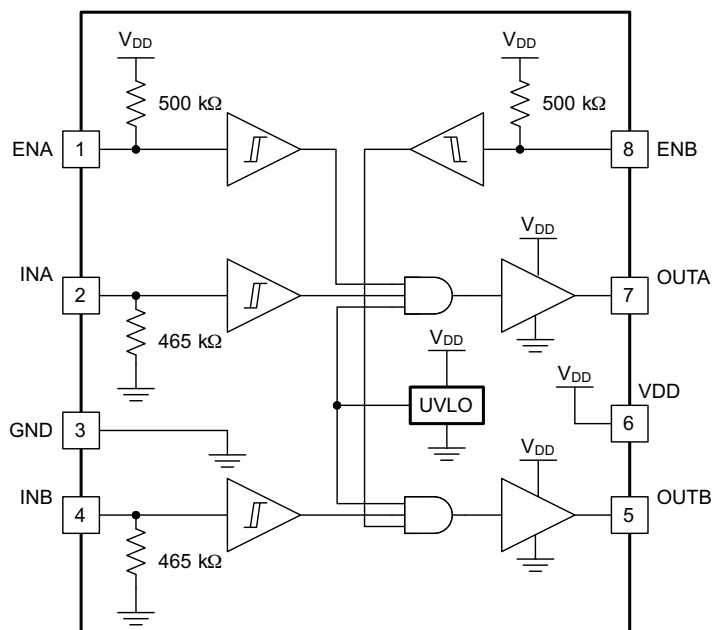 VDD VDD
500 kΩ 500 kΩ
ENA 1 8 ENB
VDD
INA OUTA
2 7
465 kΩ
VDD
VDD VDD
GND 3 UVLO 6
VDD
INB 4 5 OUTB
465 kΩ